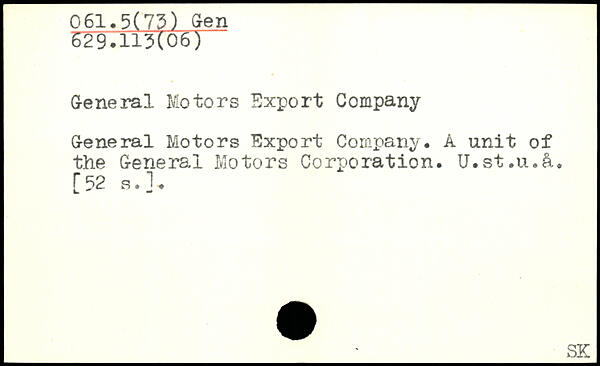 061.5(73) Gen
629.113(06)
General Motors Export Company
General Motors Export Company. A unit of
the General Motors Corporation. U.st.u.å.
[52 s.].
SK